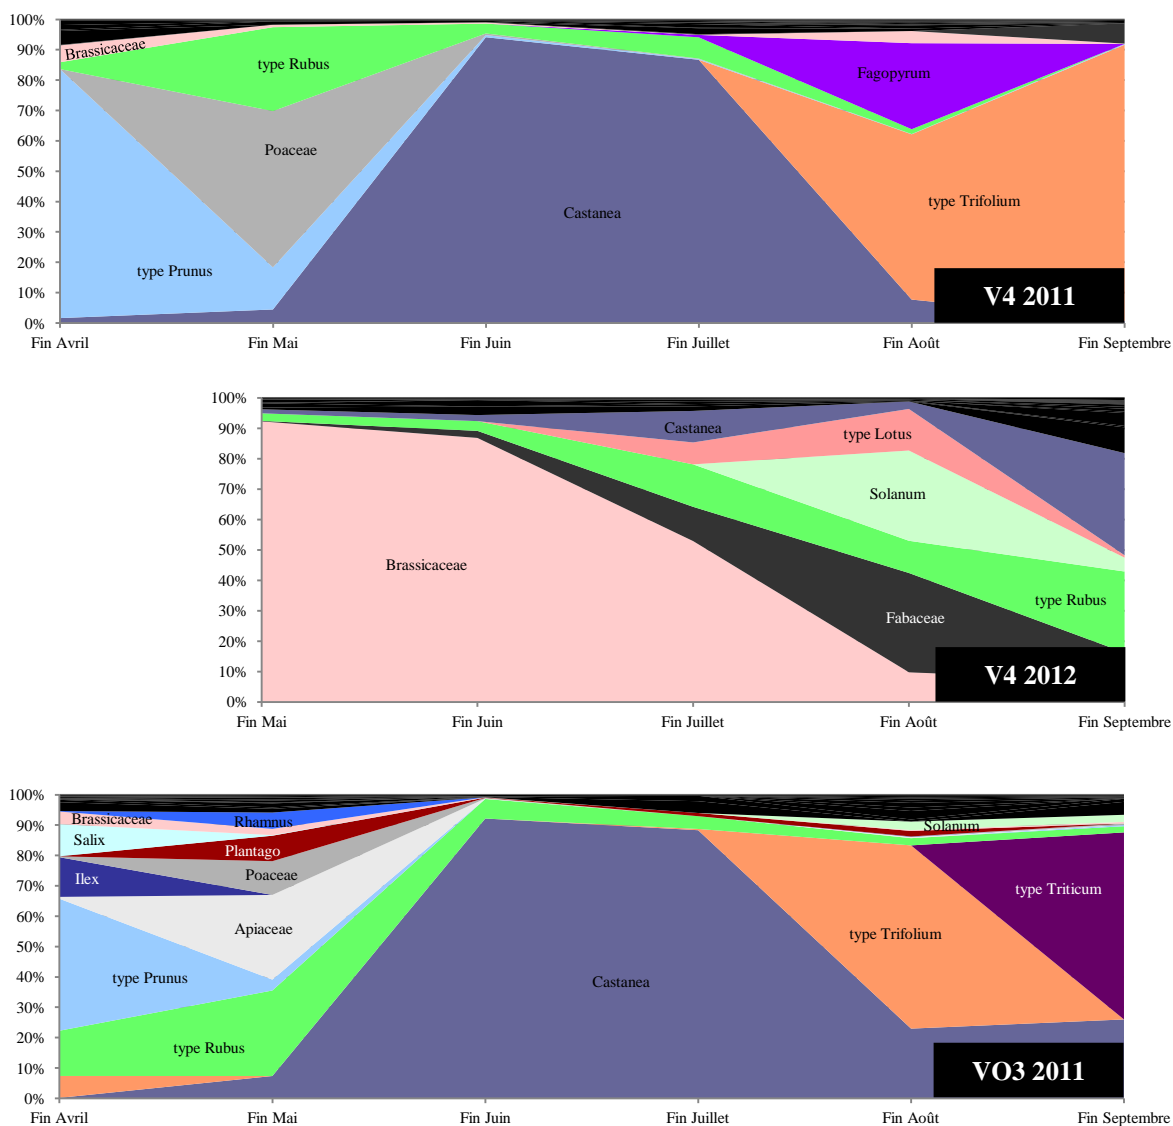 100%
90%
80%
70%
60%
50%
40%
30%
20%
10%
0%
Brassicaceae
type Rubus
Fagopyrum
Poaceae
type Trifolium
Castanea
type Prunus
V4 2011
Fin Avril Fin Mai Fin Juin Fin Juillet Fin Août Fin Septembre
100%
90%
80%
70%
60%
50%
40%
30%
20%
10%
0%
Castanea
type Lotus
Solanum
Brassicaceae
type Rubus
Fabaceae
V4 2012
Fin Mai Fin Juin Fin Juillet Fin Août Fin Septembre
100%
90%
80%
70%
60%
50%
40%
30%
20%
10%
0%
Brassicaceae
Rhamnus
Solanum
Salix
Plantago
Poaceae
Ilex
type Triticum
Apiaceae
type Trifolium
type Prunus
Castanea
type Rubus
VO3 2011
Fin Avril Fin Mai Fin Juin Fin Juillet Fin Août Fin Septembre